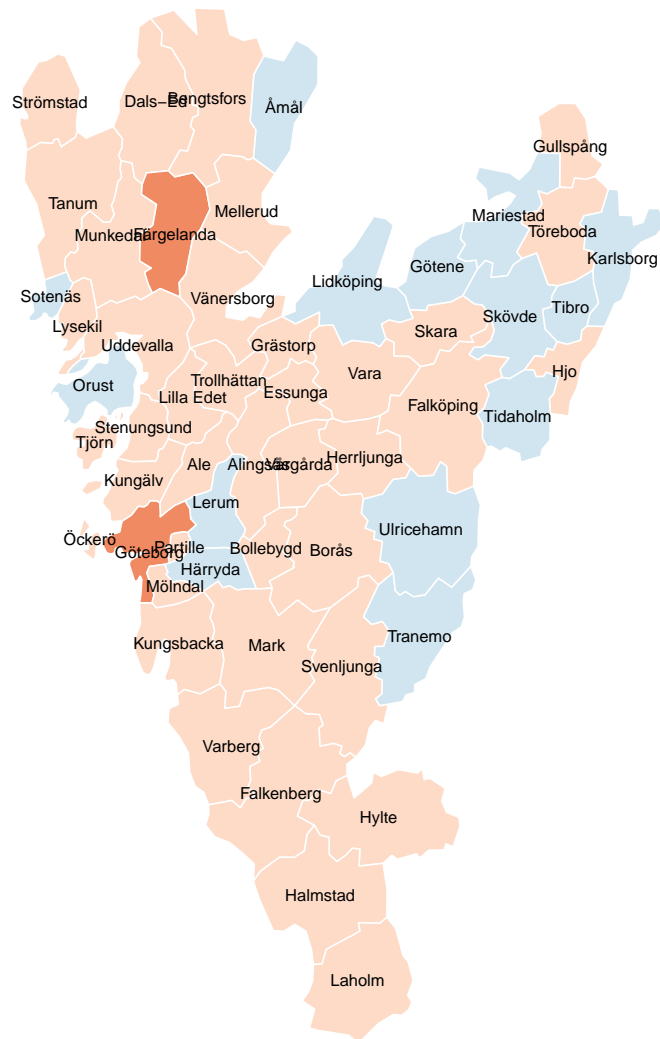 Strömstad
Dals−Ed
Bengtsfors
Åmål
Gullspång
Tanum
Munkedal
Färgelanda
Mellerud
Mariestad
Töreboda
Karlsborg
Götene
Lidköping
Sotenäs
Vänersborg
Lysekil
Skövde
Tibro
Uddevalla
Grästorp
Skara
Orust
Trollhättan
Essunga
Vara
Hjo
Lilla Edet
Falköping
Tidaholm
Stenungsund
Tjörn
Kungälv
Ale
Alingsås
Vårgårda
Herrljunga
Lerum
Ulricehamn
Öckerö
Göteborg
Partille
Bollebygd
Borås
Härryda
Mölndal
Kungsbacka
Mark
Svenljunga
Tranemo
Varberg
Falkenberg
Hylte
Halmstad
Laholm